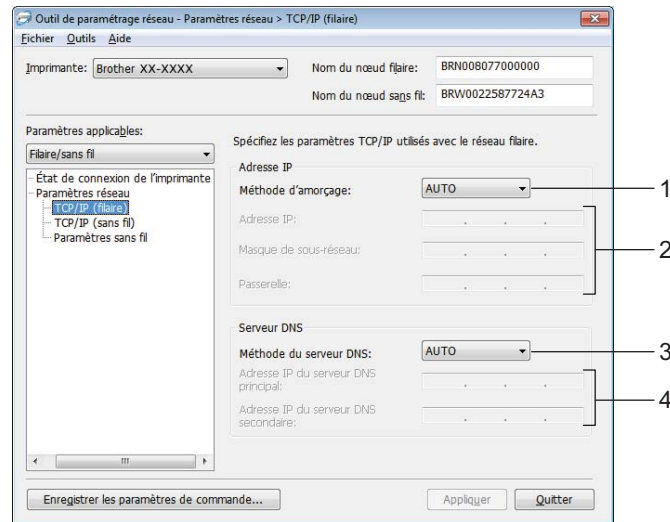 Outil de paramétrage réseau - Paramètres réseau > TCP/IP (filaire)
Fichier Outils Aide
Imprimante: Brother XX-XXXX
Nom du nœud filaire: BRN008077000000
Nom du nœud sans fil: BRW0022587724A3
Paramètres applicables:
Filaire/sans fil
État de connexion de l'imprimante
Paramètres réseau
TCP/IP (filaire)
TCP/IP (sans fil)
Paramètres sans fil
Spécifiez les paramètres TCP/IP utilisés avec le réseau filaire.
Adresse IP
Méthode d'amorçage: AUTO 1
Adresse IP: . . .
Masque de sous-réseau: . . . 2
Passerelle: . . .
Serveur DNS
Méthode du serveur DNS: AUTO 3
Adresse IP du serveur DNS
principal: . . .
4
Adresse IP du serveur DNS
secondaire: . . .
Enregistrer les paramètres de commande...
Appliquer Quitter